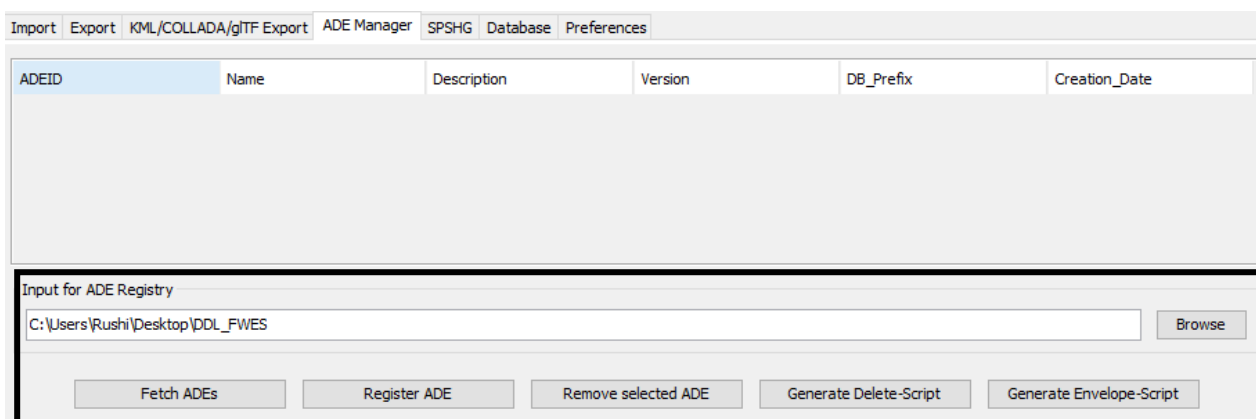 Import Export KML/COLLADA/glTF Export ADE Manager SPSHG Database Preferences
ADEID Name Description Version DB_Prefix Creation_Date
Input for ADE Registry
C:\Users\Rushi\Desktop\DDL_FWES Browse
Fetch ADEs Register ADE Remove selected ADE Generate Delete-Script Generate Envelope-Script